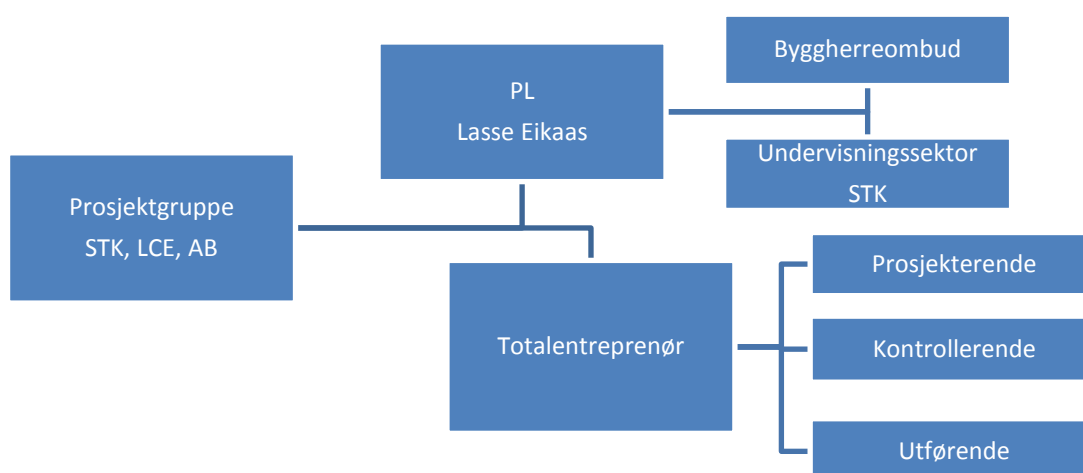 Byggherreombud
PL
Lasse Eikaas
Undervisningssektor
STK
Prosjektgruppe
STK, LCE, AB
Totalentreprenør
Prosjekterende
Kontrollerende
Utførende